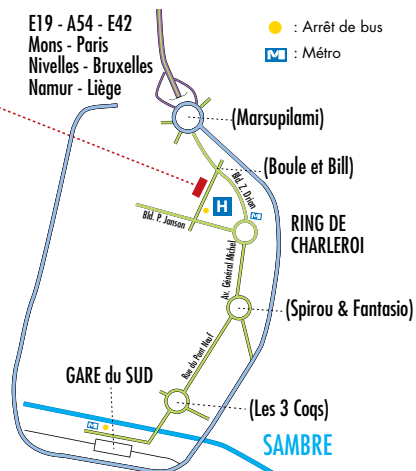 E19 - A54 - E42
Mons - Paris
Nivelles - Bruxelles
Namur - Liège
: Arrêt de bus
M : Métro
(Marsupilami)
(Boule et Bill)
Bld. Z. Drion
H
M
Bld. P. Janson
RING DE
CHARLEROI
Av. Général Michel
(Spirou & Fantasio)
Rue du Pont Neuf
GARE du SUD
(Les 3 Coqs)
M
SAMBRE